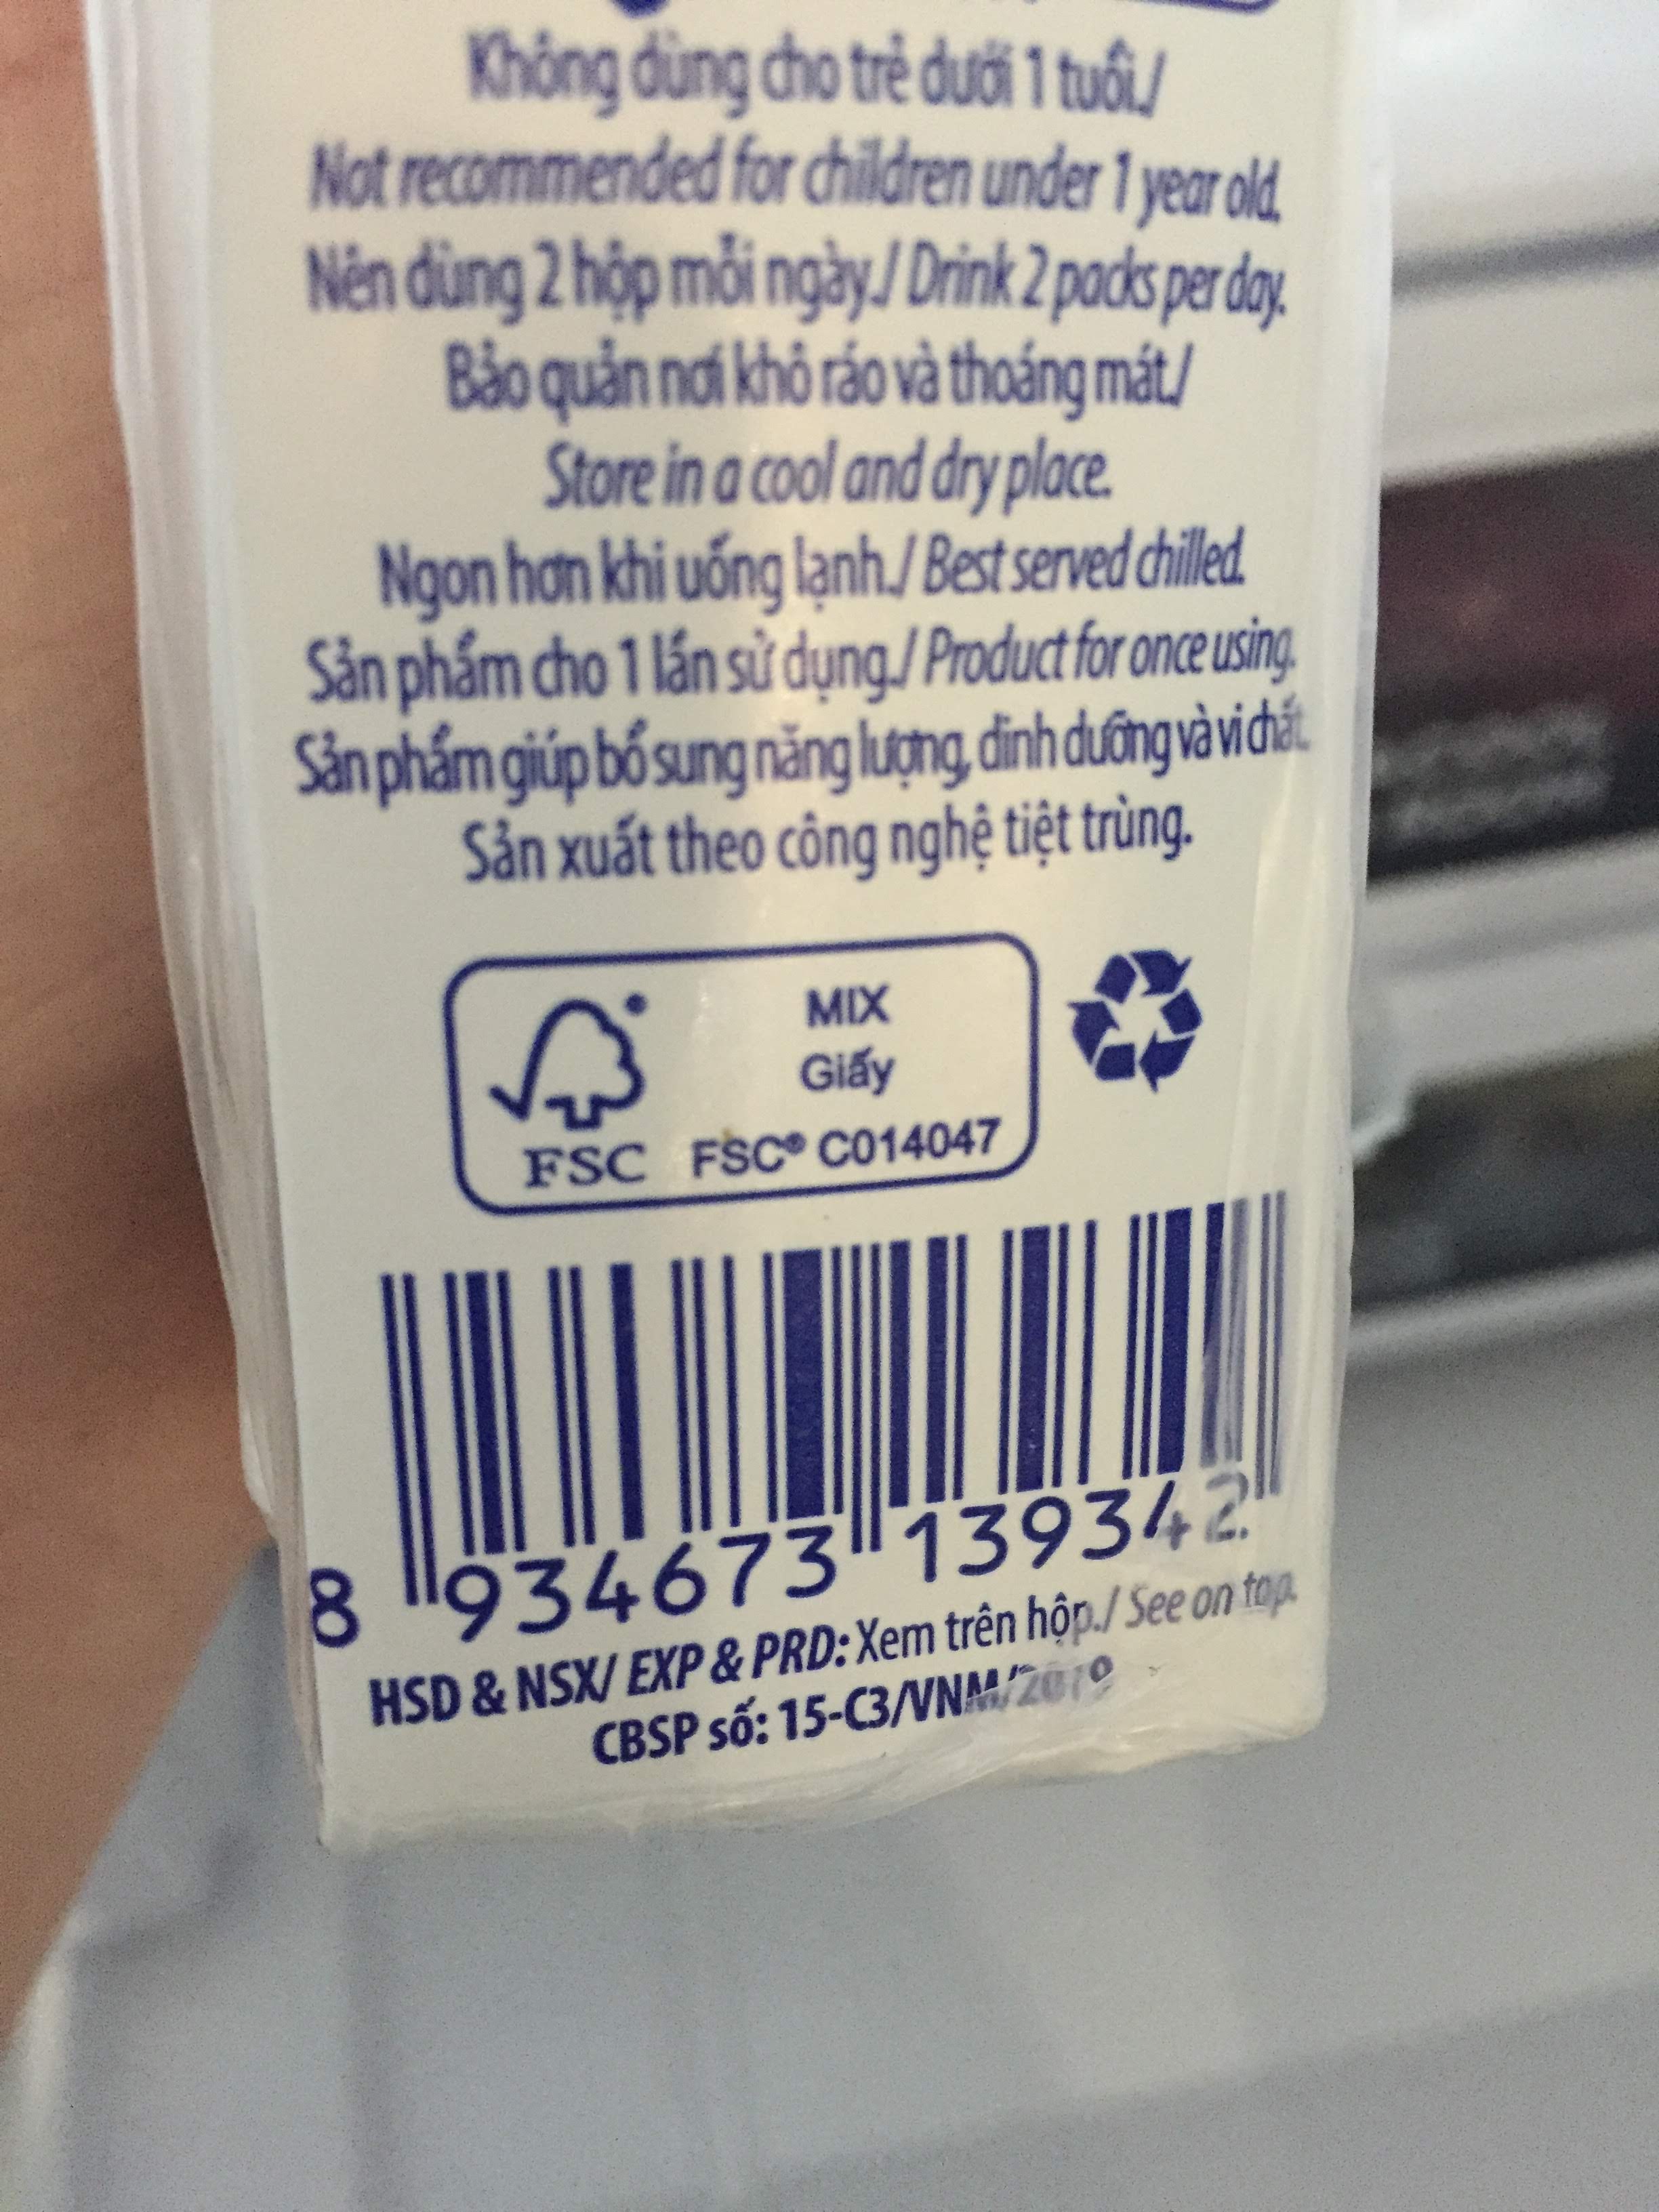 Không dùng cho trẻ dưới 1 tuổi./
Not recommended for children under 1 year old.
Nên dùng 2 hộp mỗi ngày./ Drink 2 packs per day.
Bảo quản nơi khô ráo và thoáng mát./
Store in a cool and dry place.
Ngon hơn khi uống lạnh./ Best served chilled.
Sản phẩm cho 1 lần sử dụng./ Product for once using.
Sản phẩm giúp bổ sung năng lượng, dinh dưỡng và vi chất.
Sản xuất theo công nghệ tiệt trùng.
MIX
Giấy
FSC FSC® C014047
8 934673 139342
HSD & NSX/ EXP & PRD: Xem trên hộp./ See on top.
CBSP số: 15-C3/VNM/2019